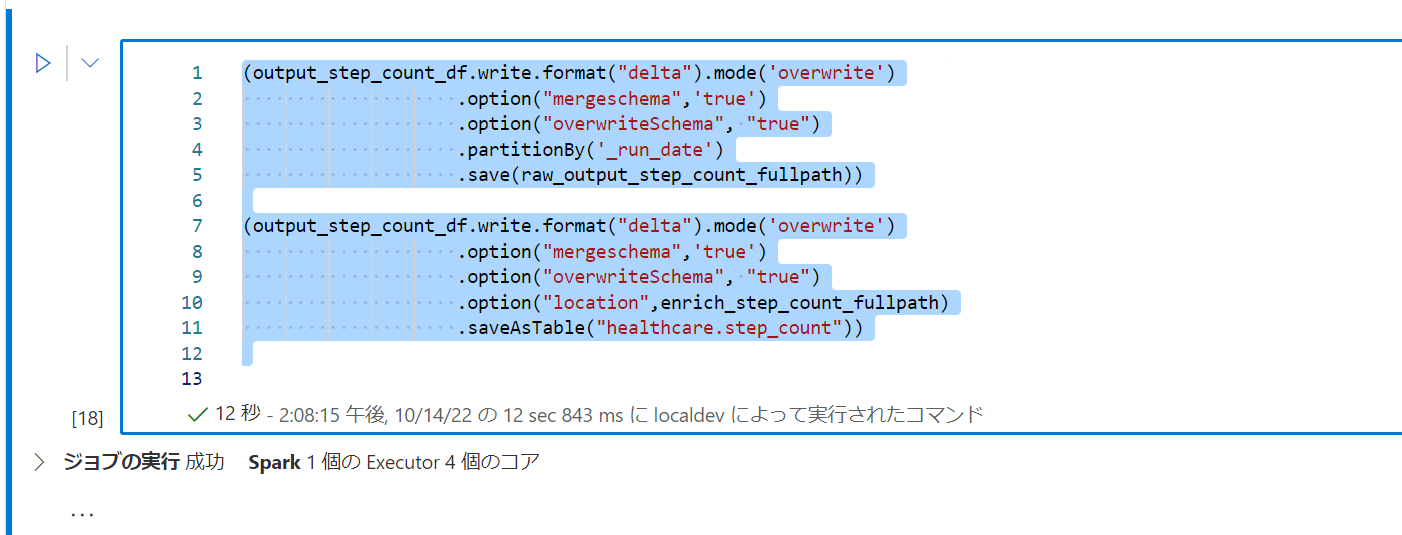 1 (output_step_count_df.write.format("delta").mode('overwrite')
2 .option("mergeschema",'true')
3 .option("overwriteSchema", "true")
4 .partitionBy('_run_date')
5 .save(raw_output_step_count_fullpath))
6
7 (output_step_count_df.write.format("delta").mode('overwrite')
8 .option("mergeschema",'true')
9 .option("overwriteSchema", "true")
10 .option("location",enrich_step_count_fullpath)
11 .saveAsTable("healthcare.step_count"))
12
13
[18] 12 秒 - 2:08:15 午後, 10/14/22 の 12 sec 843 ms に localdev によって実行されたコマンド
ジョブの実行 成功 Spark 1 個の Executor 4 個のコア
...